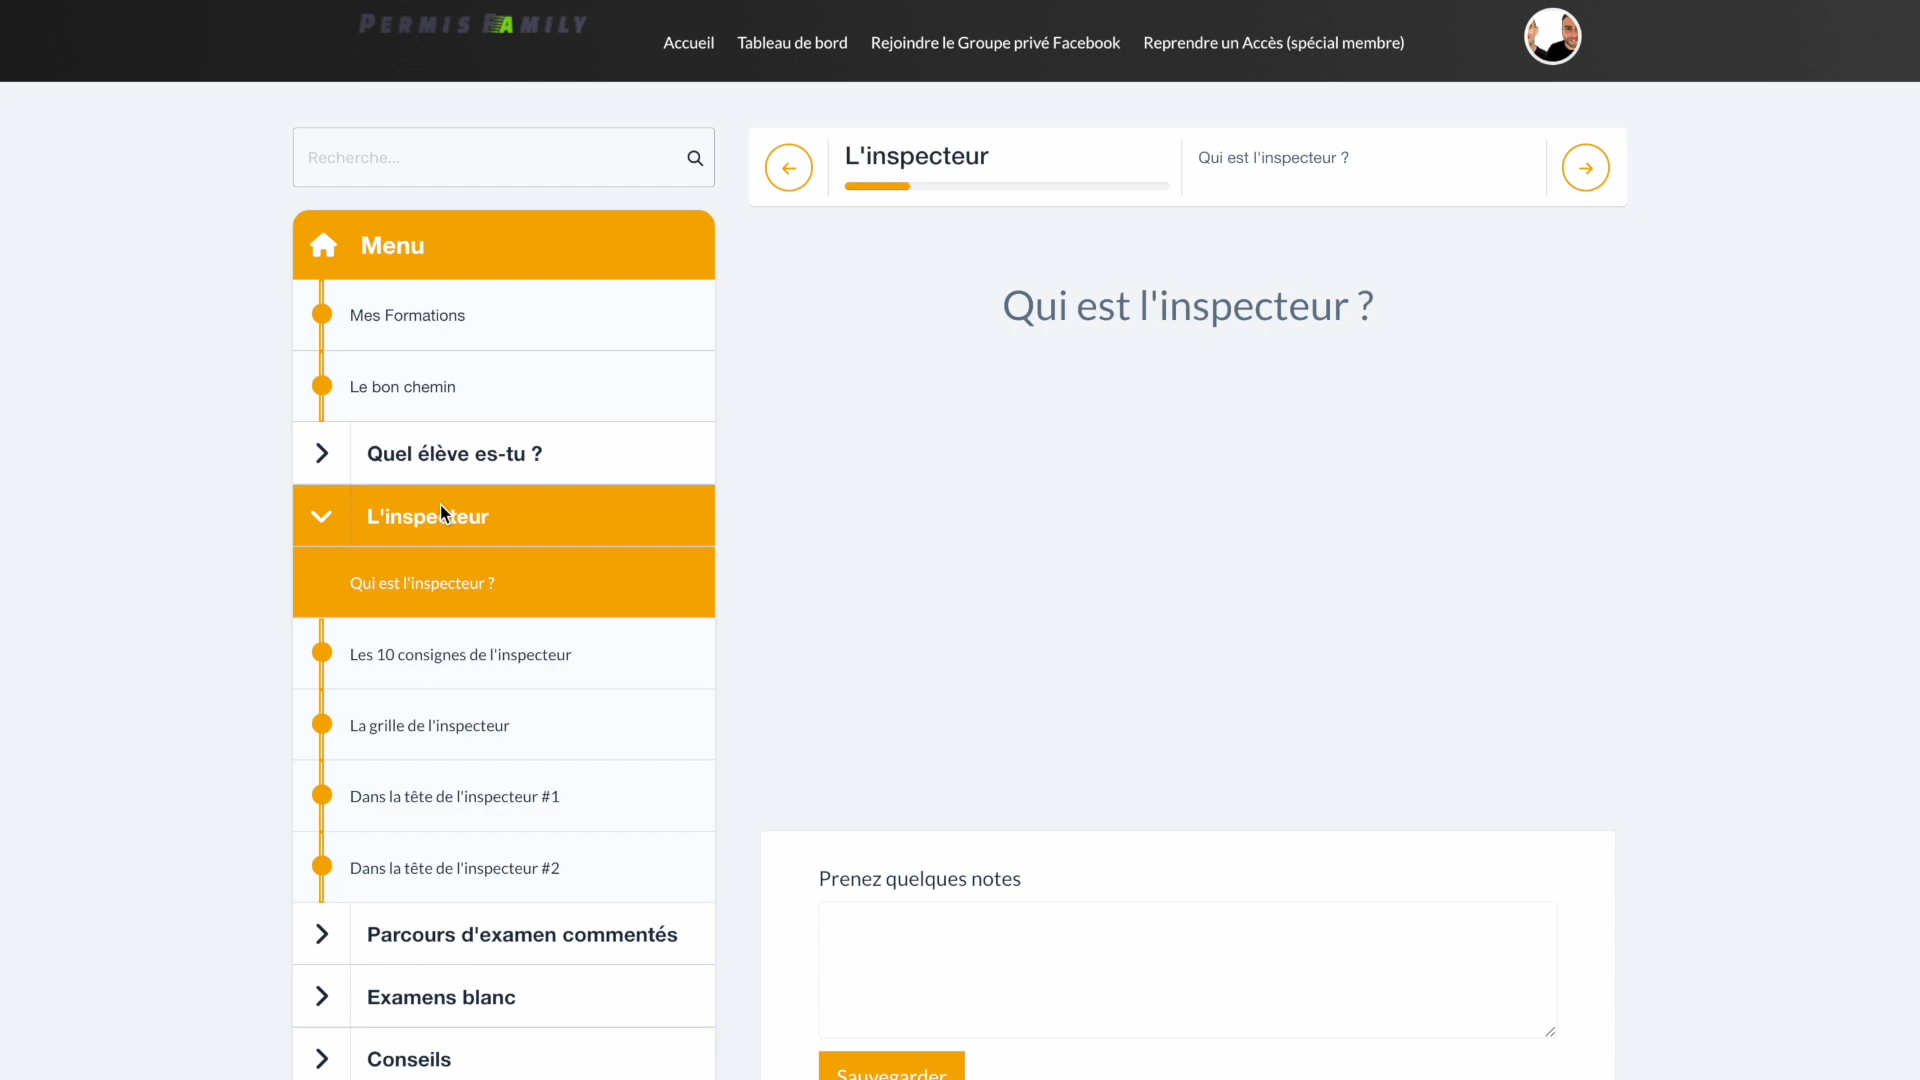 PERMIS FAMILY
Accueil
Tableau de bord
Rejoindre le Groupe privé Facebook
Reprendre un Accès (spécial membre)
Recherche...
Menu
Mes Formations
Le bon chemin
Quel élève es-tu ?
L'inspecteur
Qui est l'inspecteur ?
Les 10 consignes de l'inspecteur
La grille de l'inspecteur
Dans la tête de l'inspecteur #1
Dans la tête de l'inspecteur #2
Parcours d'examen commentés
Examens blanc
Conseils
L'inspecteur
Qui est l'inspecteur ?
Qui est l'inspecteur ?
Prenez quelques notes
Sauvegarder